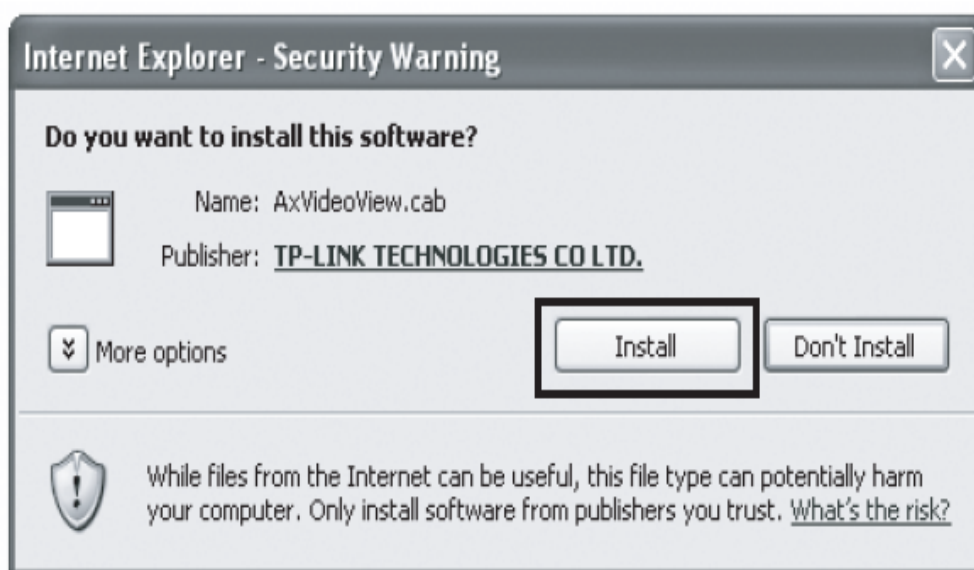 Internet Explorer - Security Warning
Do you want to install this software?
Name: AxVideoView.cab
Publisher: TP-LINK TECHNOLOGIES CO LTD.
More options
Install
Don't Install
While files from the Internet can be useful, this file type can potentially harm
your computer. Only install software from publishers you trust. What's the risk?